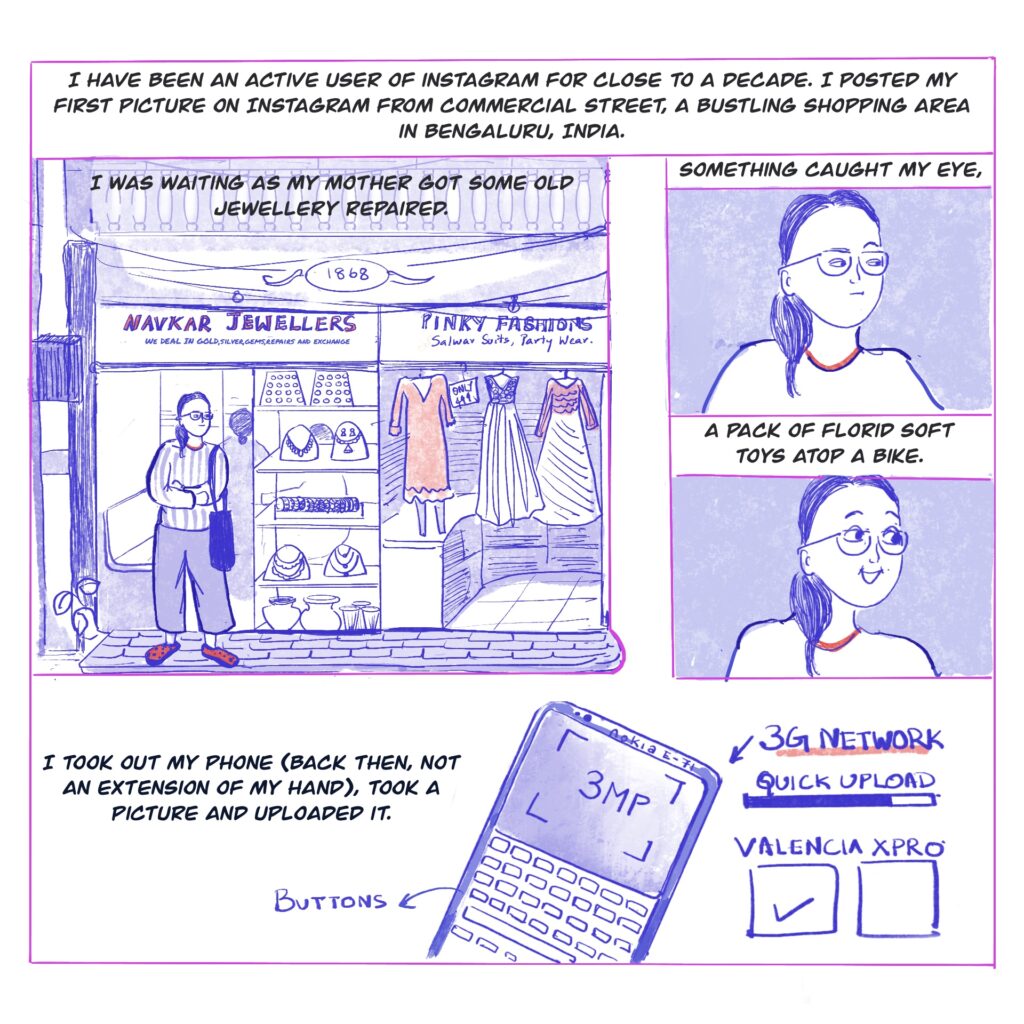 I HAVE BEEN AN ACTIVE USER OF INSTAGRAM FOR CLOSE TO A DECADE. I POSTED MY
FIRST PICTURE ON INSTAGRAM FROM COMMERCIAL STREET, A BUSTLING SHOPPING AREA
IN BENGALURU, INDIA.
I WAS WAITING AS MY MOTHER GOT SOME OLD
JEWELLERY REPAIRED.
1868
NAVKAR JEWELLERS
WE DEAL IN GOLD,SILVER,GEMS,REPAIRS AND EXCHANGE
PINKY FASHIONS
Salwar Suits, Party Wear.
ONLY
499
SOMETHING CAUGHT MY EYE,
A PACK OF FLORID SOFT
TOYS ATOP A BIKE.
I TOOK OUT MY PHONE (BACK THEN, NOT
AN EXTENSION OF MY HAND), TOOK A
PICTURE AND UPLOADED IT.
BUTTONS
NOKIA E-71
3MP
3G NETWORK
QUICK UPLOAD
VALENCIA XPRO